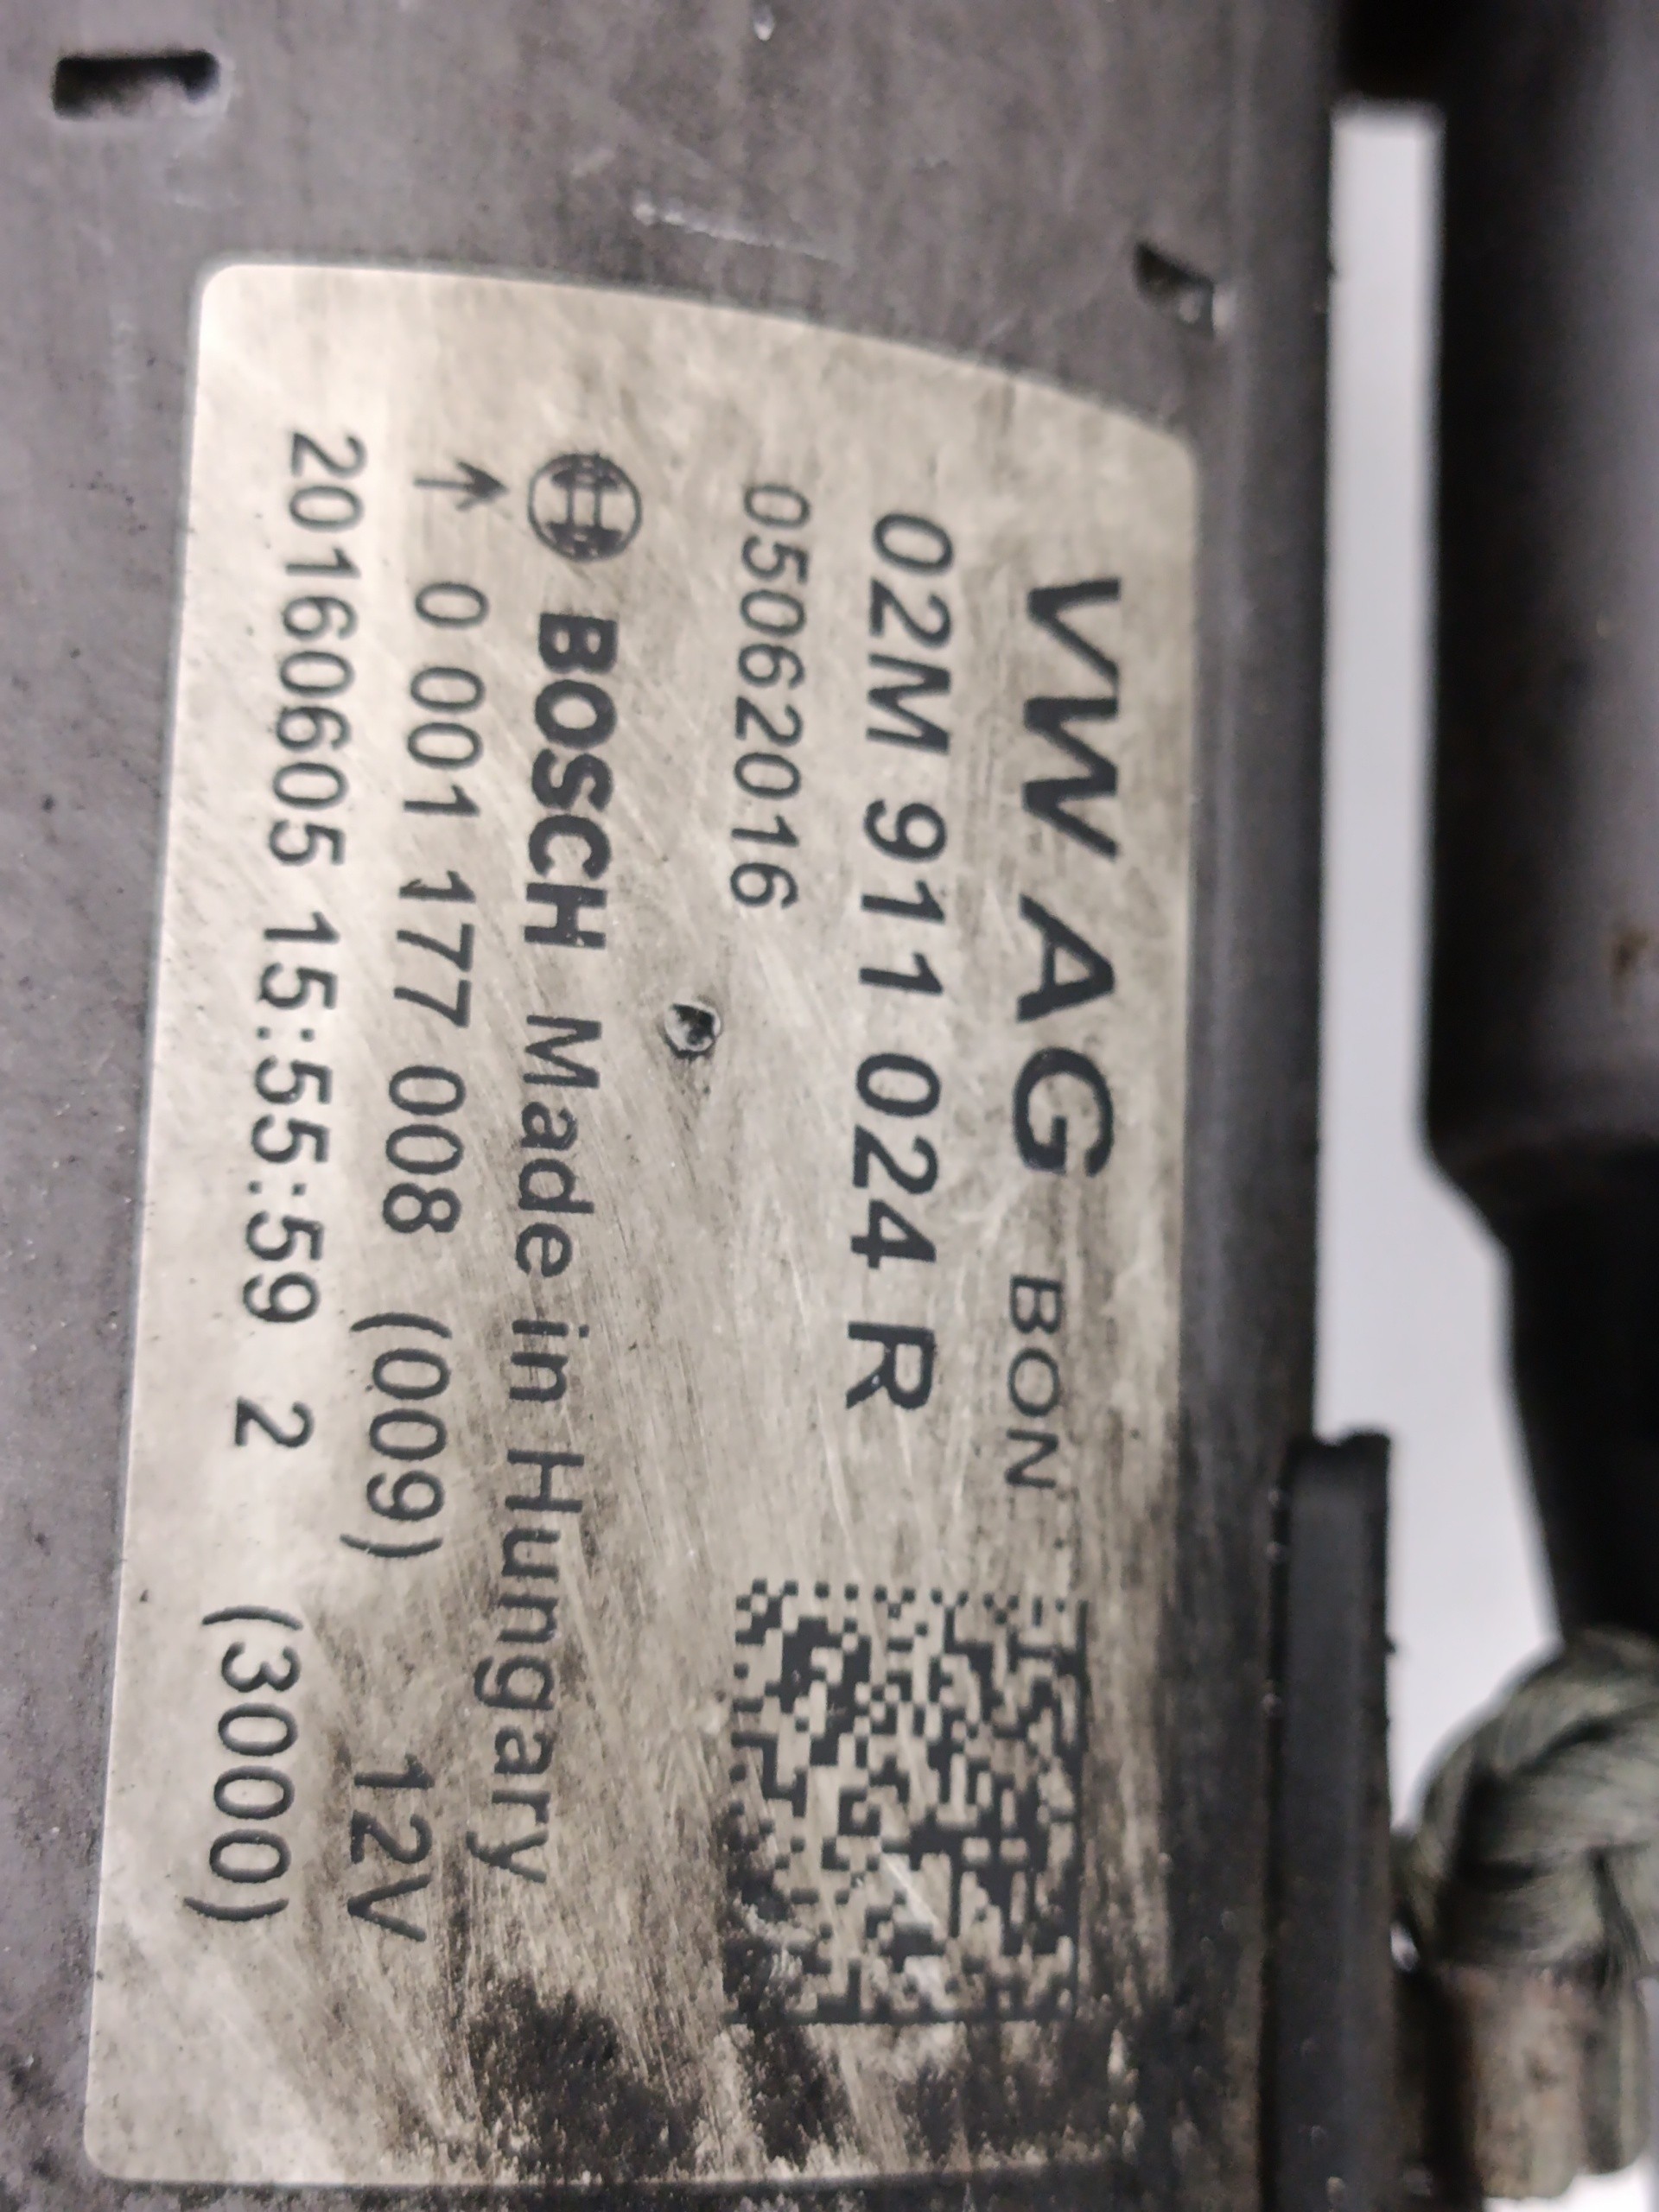 VW AG BON
02M 911 024 R
05062016
BOSCH Made in Hungary
→ 0 001 177 008 (009) 12V
20160605 15:55:59 2 (3000)